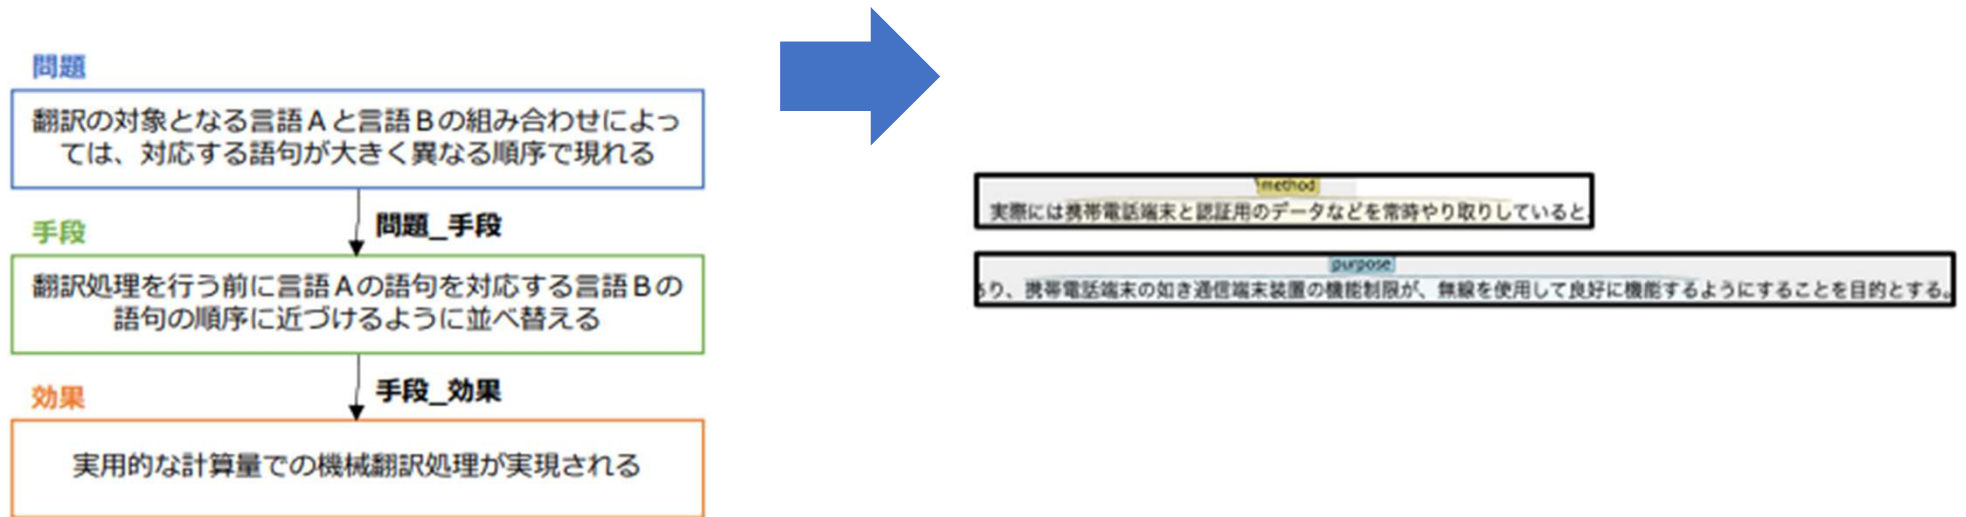 問題
翻訳の対象となる言語Aと言語Bの組み合わせによっ
ては、対応する語句が大きく異なる順序で現れる
問題_手段
手段
翻訳処理を行う前に言語Aの語句を対応する言語Bの
語句の順序に近づけるように並べ替える
手段_効果
効果
実用的な計算量での機械翻訳処理が実現される
method
実際には携帯電話端末と認証用のデータなどを常時やり取りしていると
purpose
り、携帯電話端末の如き通信端末装置の機能制限が、無線を使用して良好に機能するようにすることを目的とする。